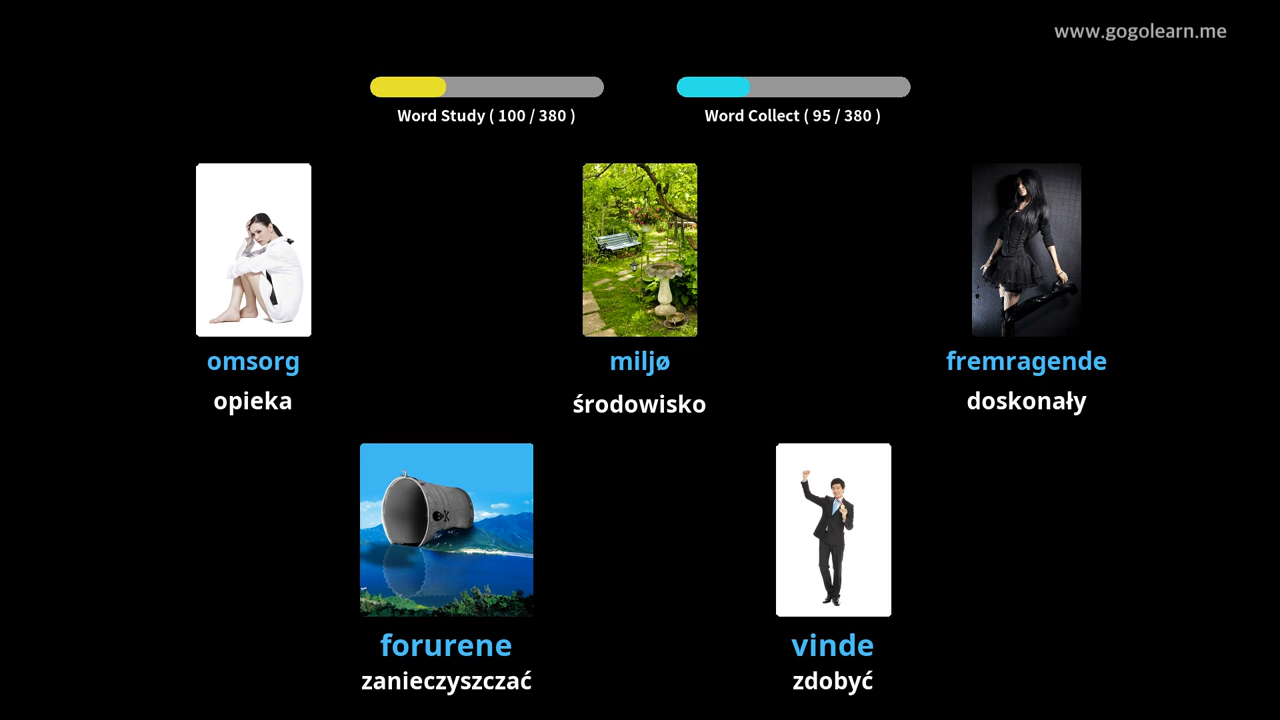 www.gogolearn.me
Word Study ( 100 / 380 )
Word Collect ( 95 / 380 )
omsorg
opieka
miljø
środowisko
fremragende
doskonały
forurene
zanieczyszczać
vinde
zdobyć